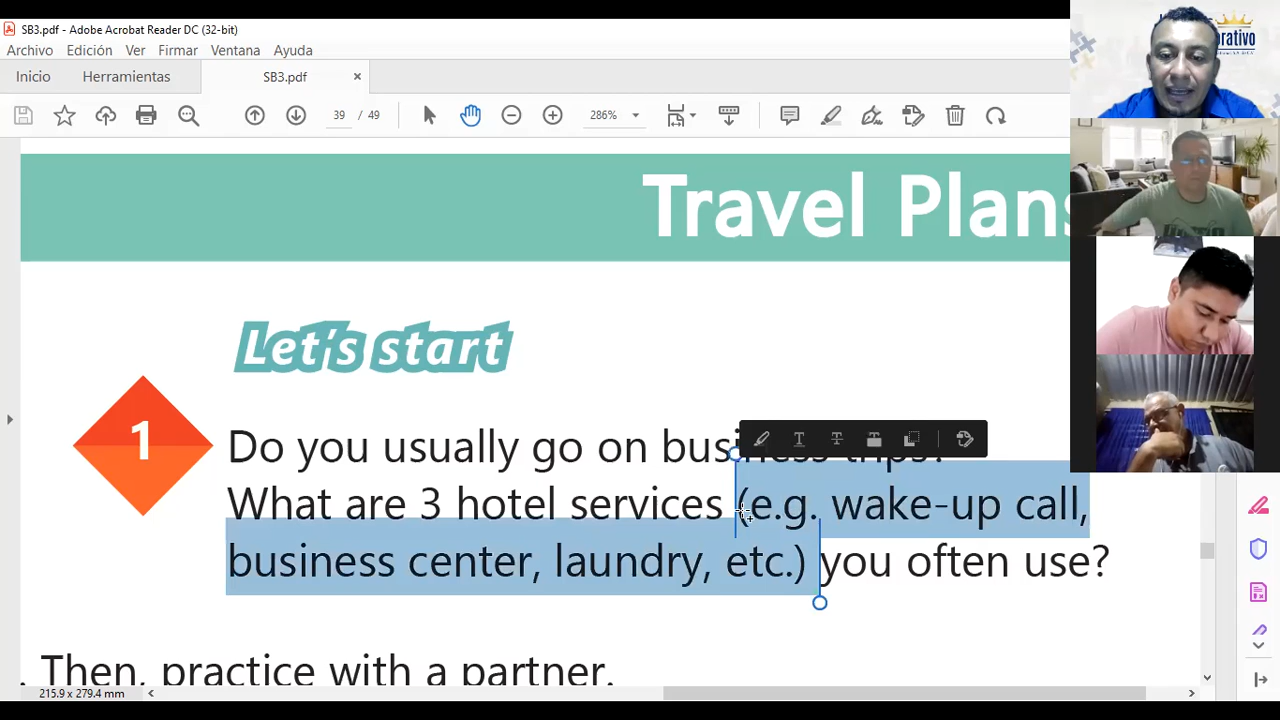 SB3.pdf - Adobe Acrobat Reader DC (32-bit)
Archivo Edición Ver Firmar Ventana Ayuda
Inicio Herramientas SB3.pdf ×
39 / 49 286%
Travel Plans
Let's start
1
Do you usually go on business trips?
What are 3 hotel services (e.g. wake-up call,
business center, laundry, etc.) you often use?
. Then, practice with a partner.
215.9 x 279.4 mm